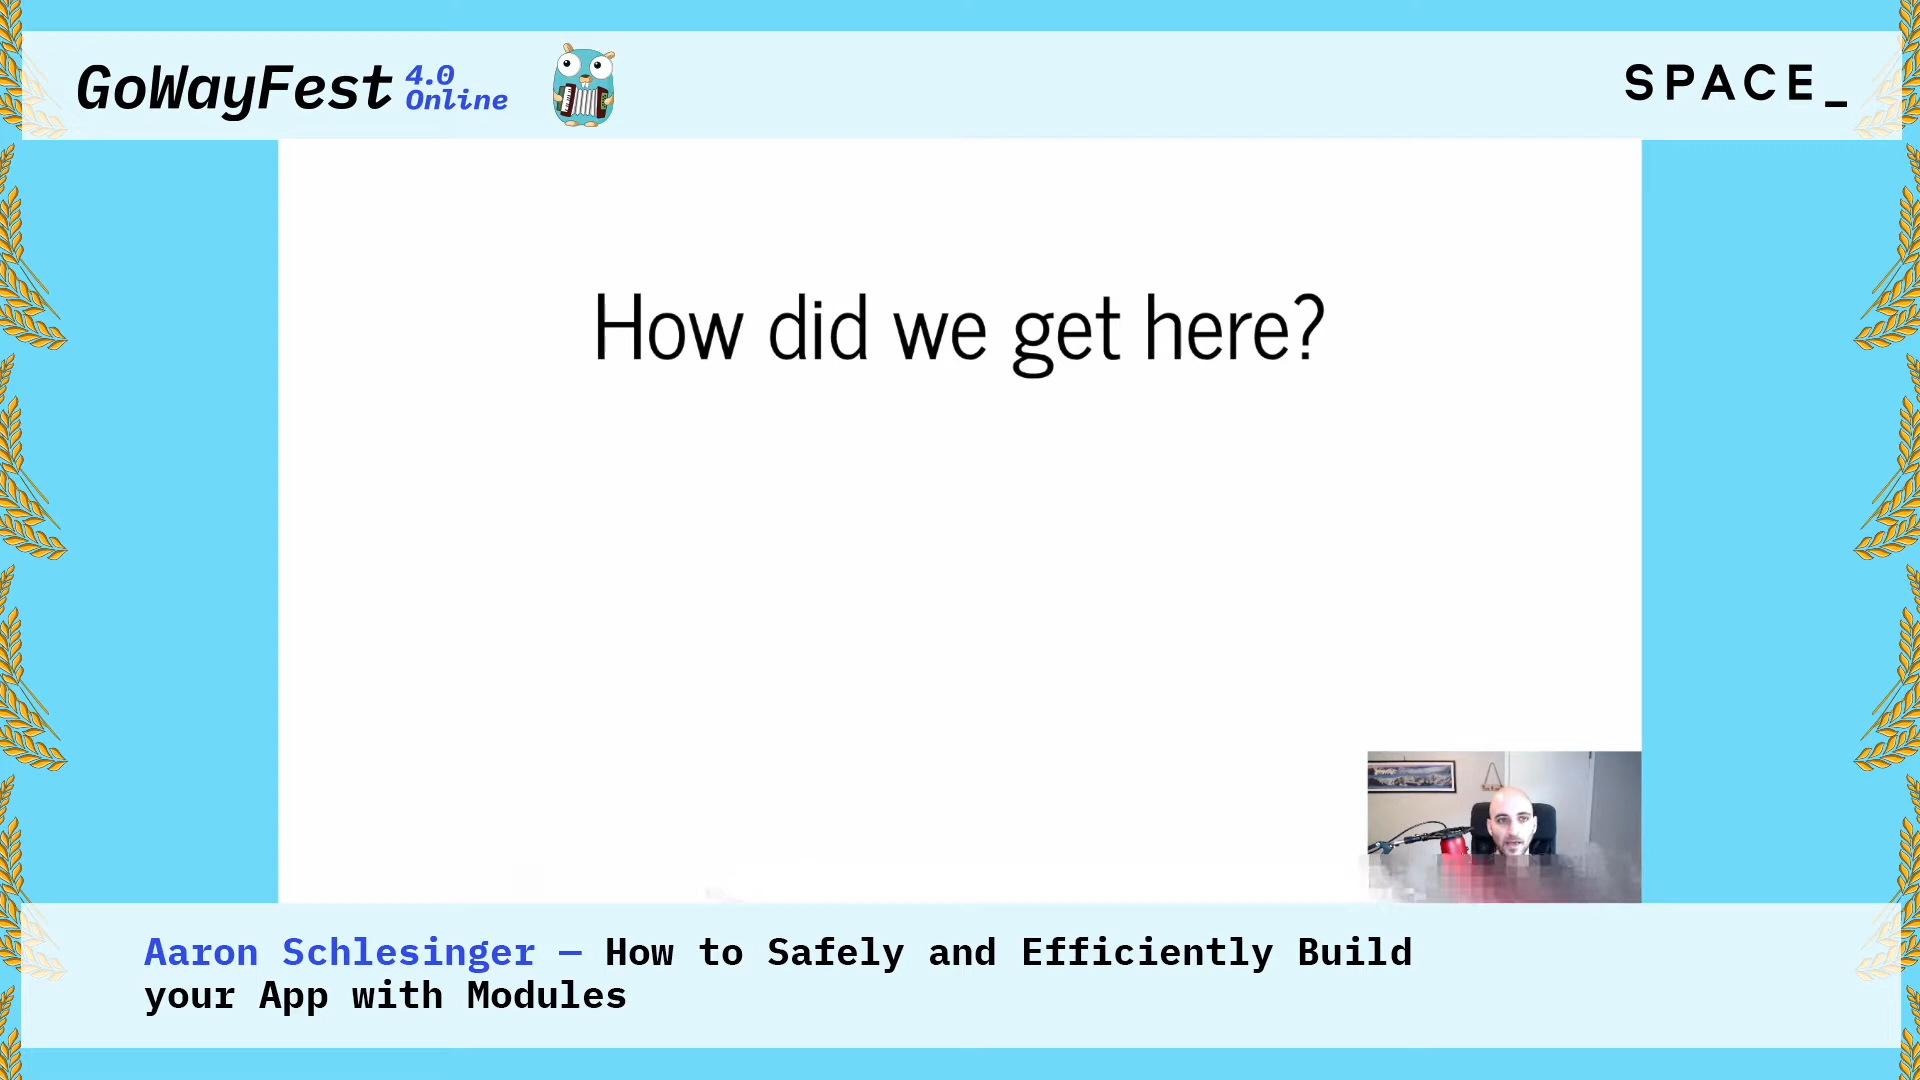 GoWayFest 4.0
Online
SPACE_
How did we get here?
Aaron Schlesinger — How to Safely and Efficiently Build
your App with Modules